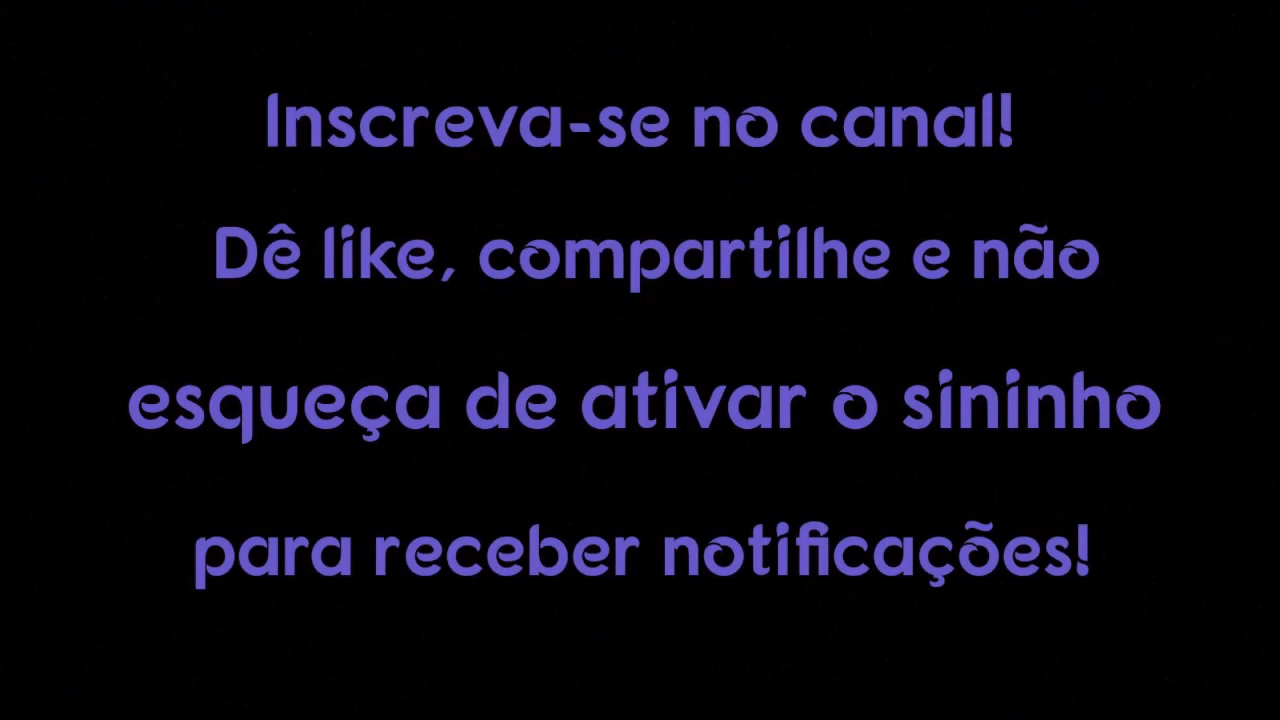 Inscreva-se no canal!
Dê like, compartilhe e não
esqueça de ativar o sininho
para receber notificações!